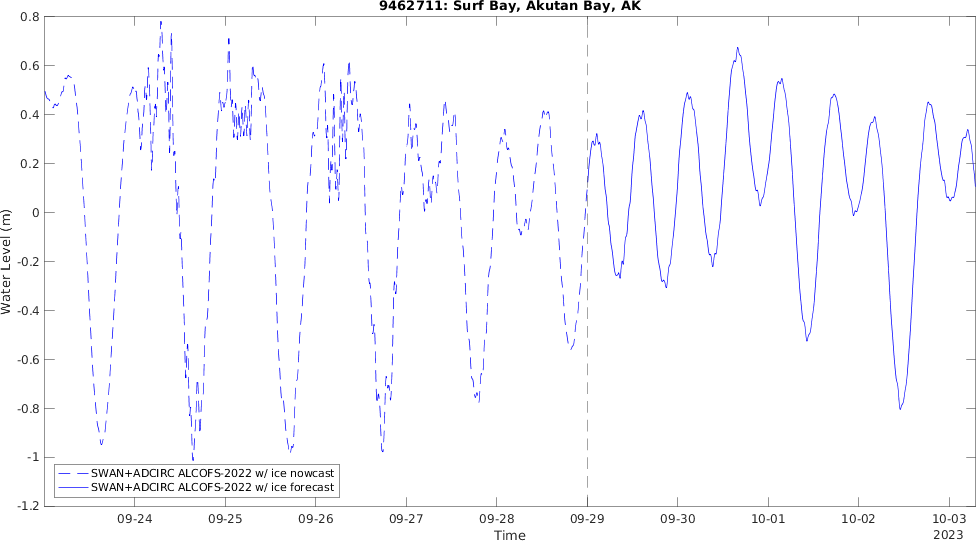 9462711: Surf Bay, Akutan Bay, AK
0.8
0.6
0.4
0.2
0
-0.2
-0.4
-0.6
-0.8
-1
-1.2
Water Level (m)
SWAN+ADCIRC ALCOFS-2022 w/ ice nowcast
SWAN+ADCIRC ALCOFS-2022 w/ ice forecast
09-24 09-25 09-26 09-27 09-28 09-29 09-30 10-01 10-02 10-03
2023
Time